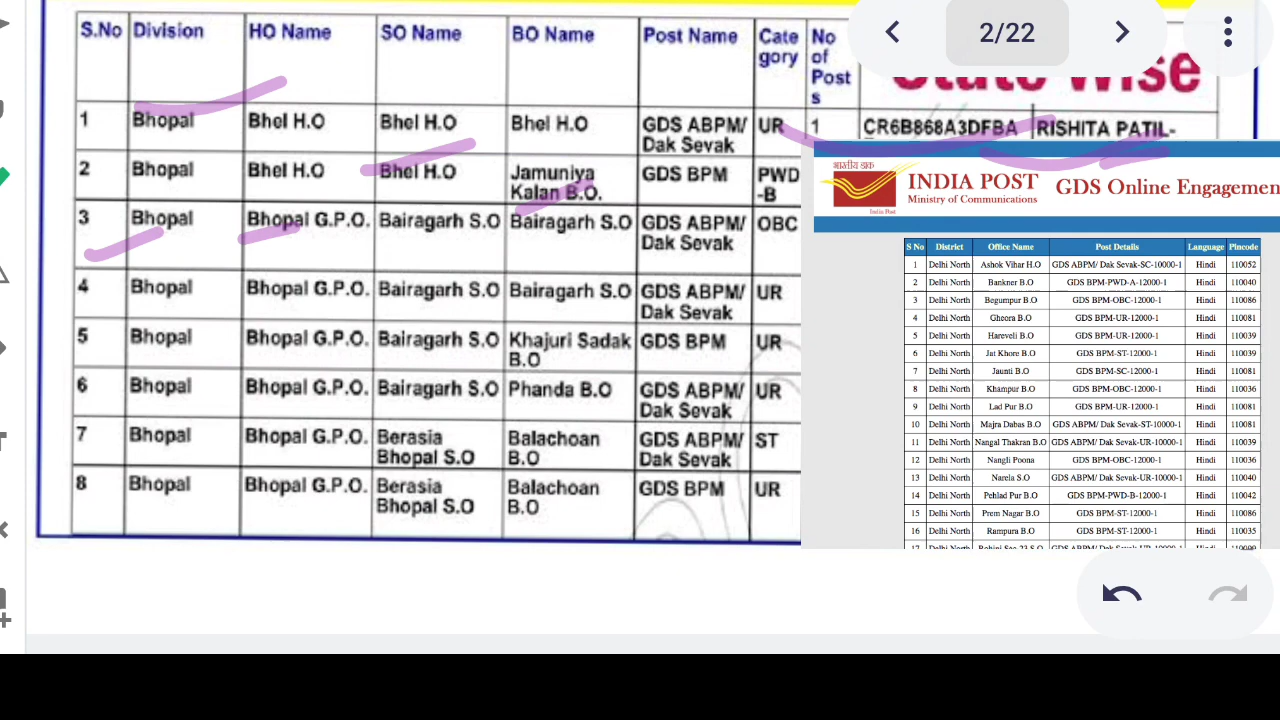 2/22
State Wise
S.No Division HO Name SO Name BO Name Post Name Cate gory No of Post s
1 Bhopal Bhel H.O Bhel H.O Bhel H.O GDS ABPM/ Dak Sevak UR 1 CR6B868A3DFBA RISHITA PATIL-
2 Bhopal Bhel H.O Bhel H.O Jamuniya Kalan B.O. GDS BPM PWD -B
3 Bhopal Bhopal G.P.O. Bairagarh S.O Bairagarh S.O GDS ABPM/ Dak Sevak OBC
4 Bhopal Bhopal G.P.O. Bairagarh S.O Bairagarh S.O GDS ABPM/ Dak Sevak UR
5 Bhopal Bhopal G.P.O. Bairagarh S.O Khajuri Sadak B.O GDS BPM UR
6 Bhopal Bhopal G.P.O. Bairagarh S.O Phanda B.O GDS ABPM/ Dak Sevak UR
7 Bhopal Bhopal G.P.O. Berasia Bhopal S.O Balachoan B.O GDS ABPM/ Dak Sevak ST
8 Bhopal Bhopal G.P.O. Berasia Bhopal S.O Balachoan B.O GDS BPM UR
भारतीय डाक
India Post
INDIA POST
Ministry of Communications
GDS Online Engagemen
S No District Office Name Post Details Language Pincode
1 Delhi North Ashok Vihar H.O GDS ABPM/ Dak Sevak-SC-10000-1 Hindi 110052
2 Delhi North Bankner B.O GDS BPM-PWD-A-12000-1 Hindi 110040
3 Delhi North Begumpur B.O GDS BPM-OBC-12000-1 Hindi 110086
4 Delhi North Gheora B.O GDS BPM-UR-12000-1 Hindi 110081
5 Delhi North Hareveli B.O GDS BPM-UR-12000-1 Hindi 110039
6 Delhi North Jat Khore B.O GDS BPM-ST-12000-1 Hindi 110039
7 Delhi North Jaunti B.O GDS BPM-SC-12000-1 Hindi 110081
8 Delhi North Khampur B.O GDS BPM-OBC-12000-1 Hindi 110036
9 Delhi North Lad Pur B.O GDS BPM-UR-12000-1 Hindi 110081
10 Delhi North Majra Dabas B.O GDS ABPM/ Dak Sevak-ST-10000-1 Hindi 110081
11 Delhi North Nangal Thakran B.O GDS ABPM/ Dak Sevak-UR-10000-1 Hindi 110039
12 Delhi North Nangli Poona GDS BPM-OBC-12000-1 Hindi 110036
13 Delhi North Narela S.O GDS ABPM/ Dak Sevak-UR-10000-1 Hindi 110040
14 Delhi North Pehlad Pur B.O GDS BPM-PWD-B-12000-1 Hindi 110042
15 Delhi North Prem Nagar B.O GDS BPM-ST-12000-1 Hindi 110086
16 Delhi North Rampura B.O GDS BPM-ST-12000-1 Hindi 110035